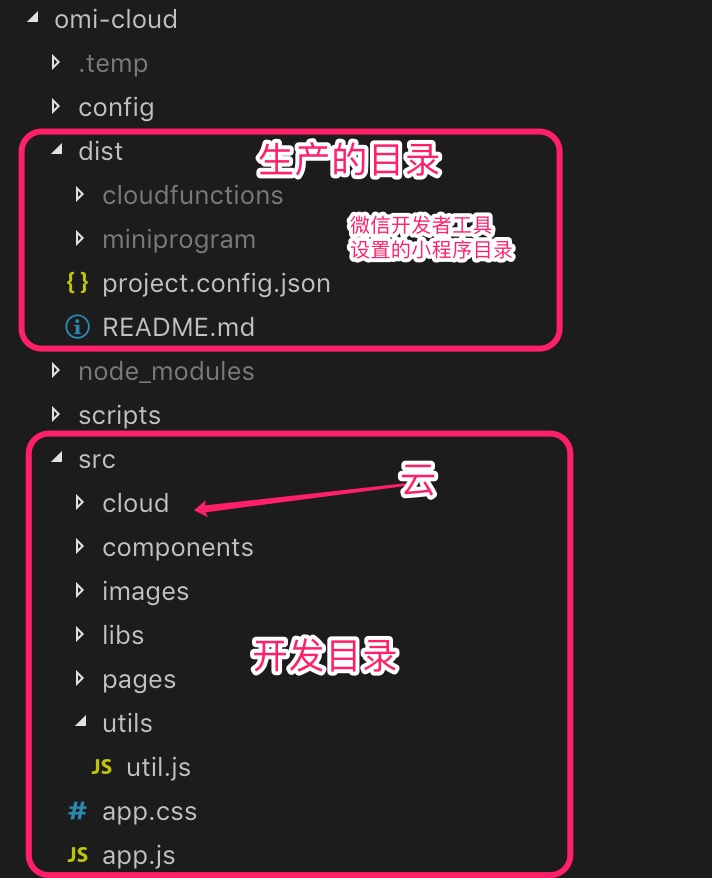 omi-cloud
.temp
config
dist
生产的目录
cloudfunctions
微信开发者工具
miniprogram
设置的小程序目录
{} project.config.json
README.md
node_modules
scripts
src
云
cloud
components
images
libs
开发目录
pages
utils
JS util.js
# app.css
JS app.js